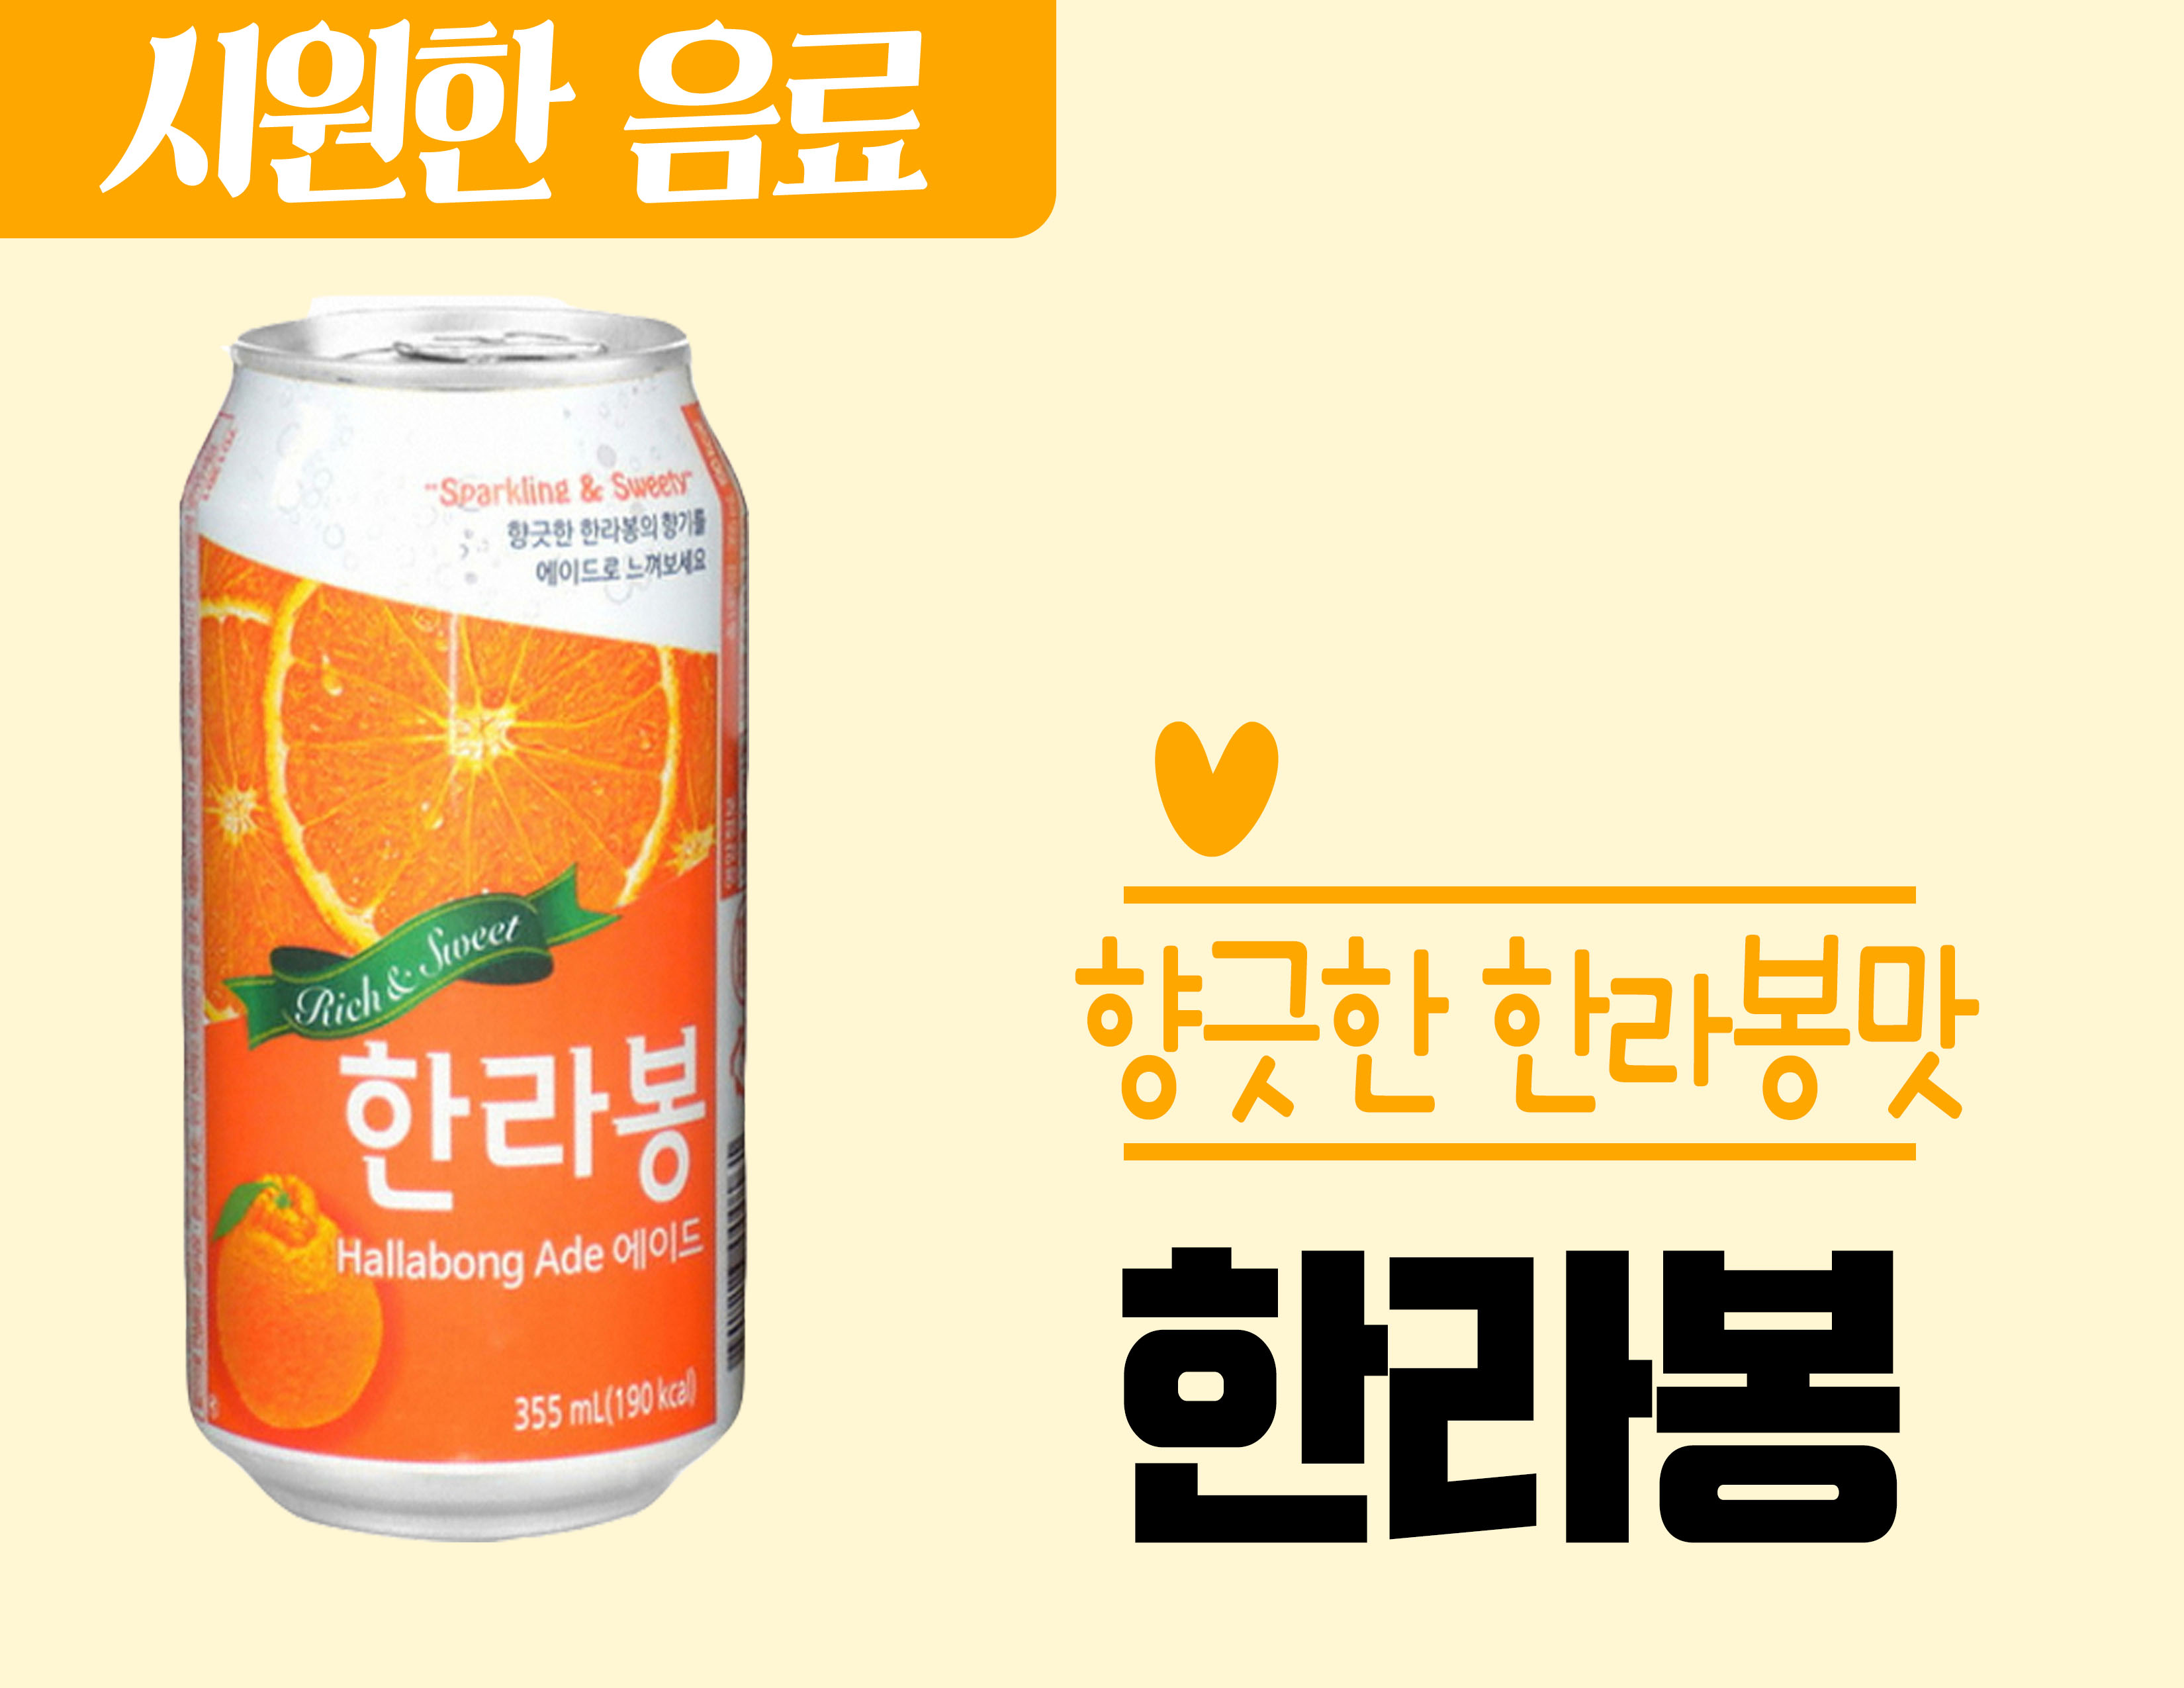 시원한 음료
"Sparkling & Sweety"
향긋한 한라봉의 향기를
에이드로 느껴보세요
Rich & Sweet
한라봉
Hallabong Ade 에이드
355 mL(190 kcal)
향긋한 한라봉맛
한라봉